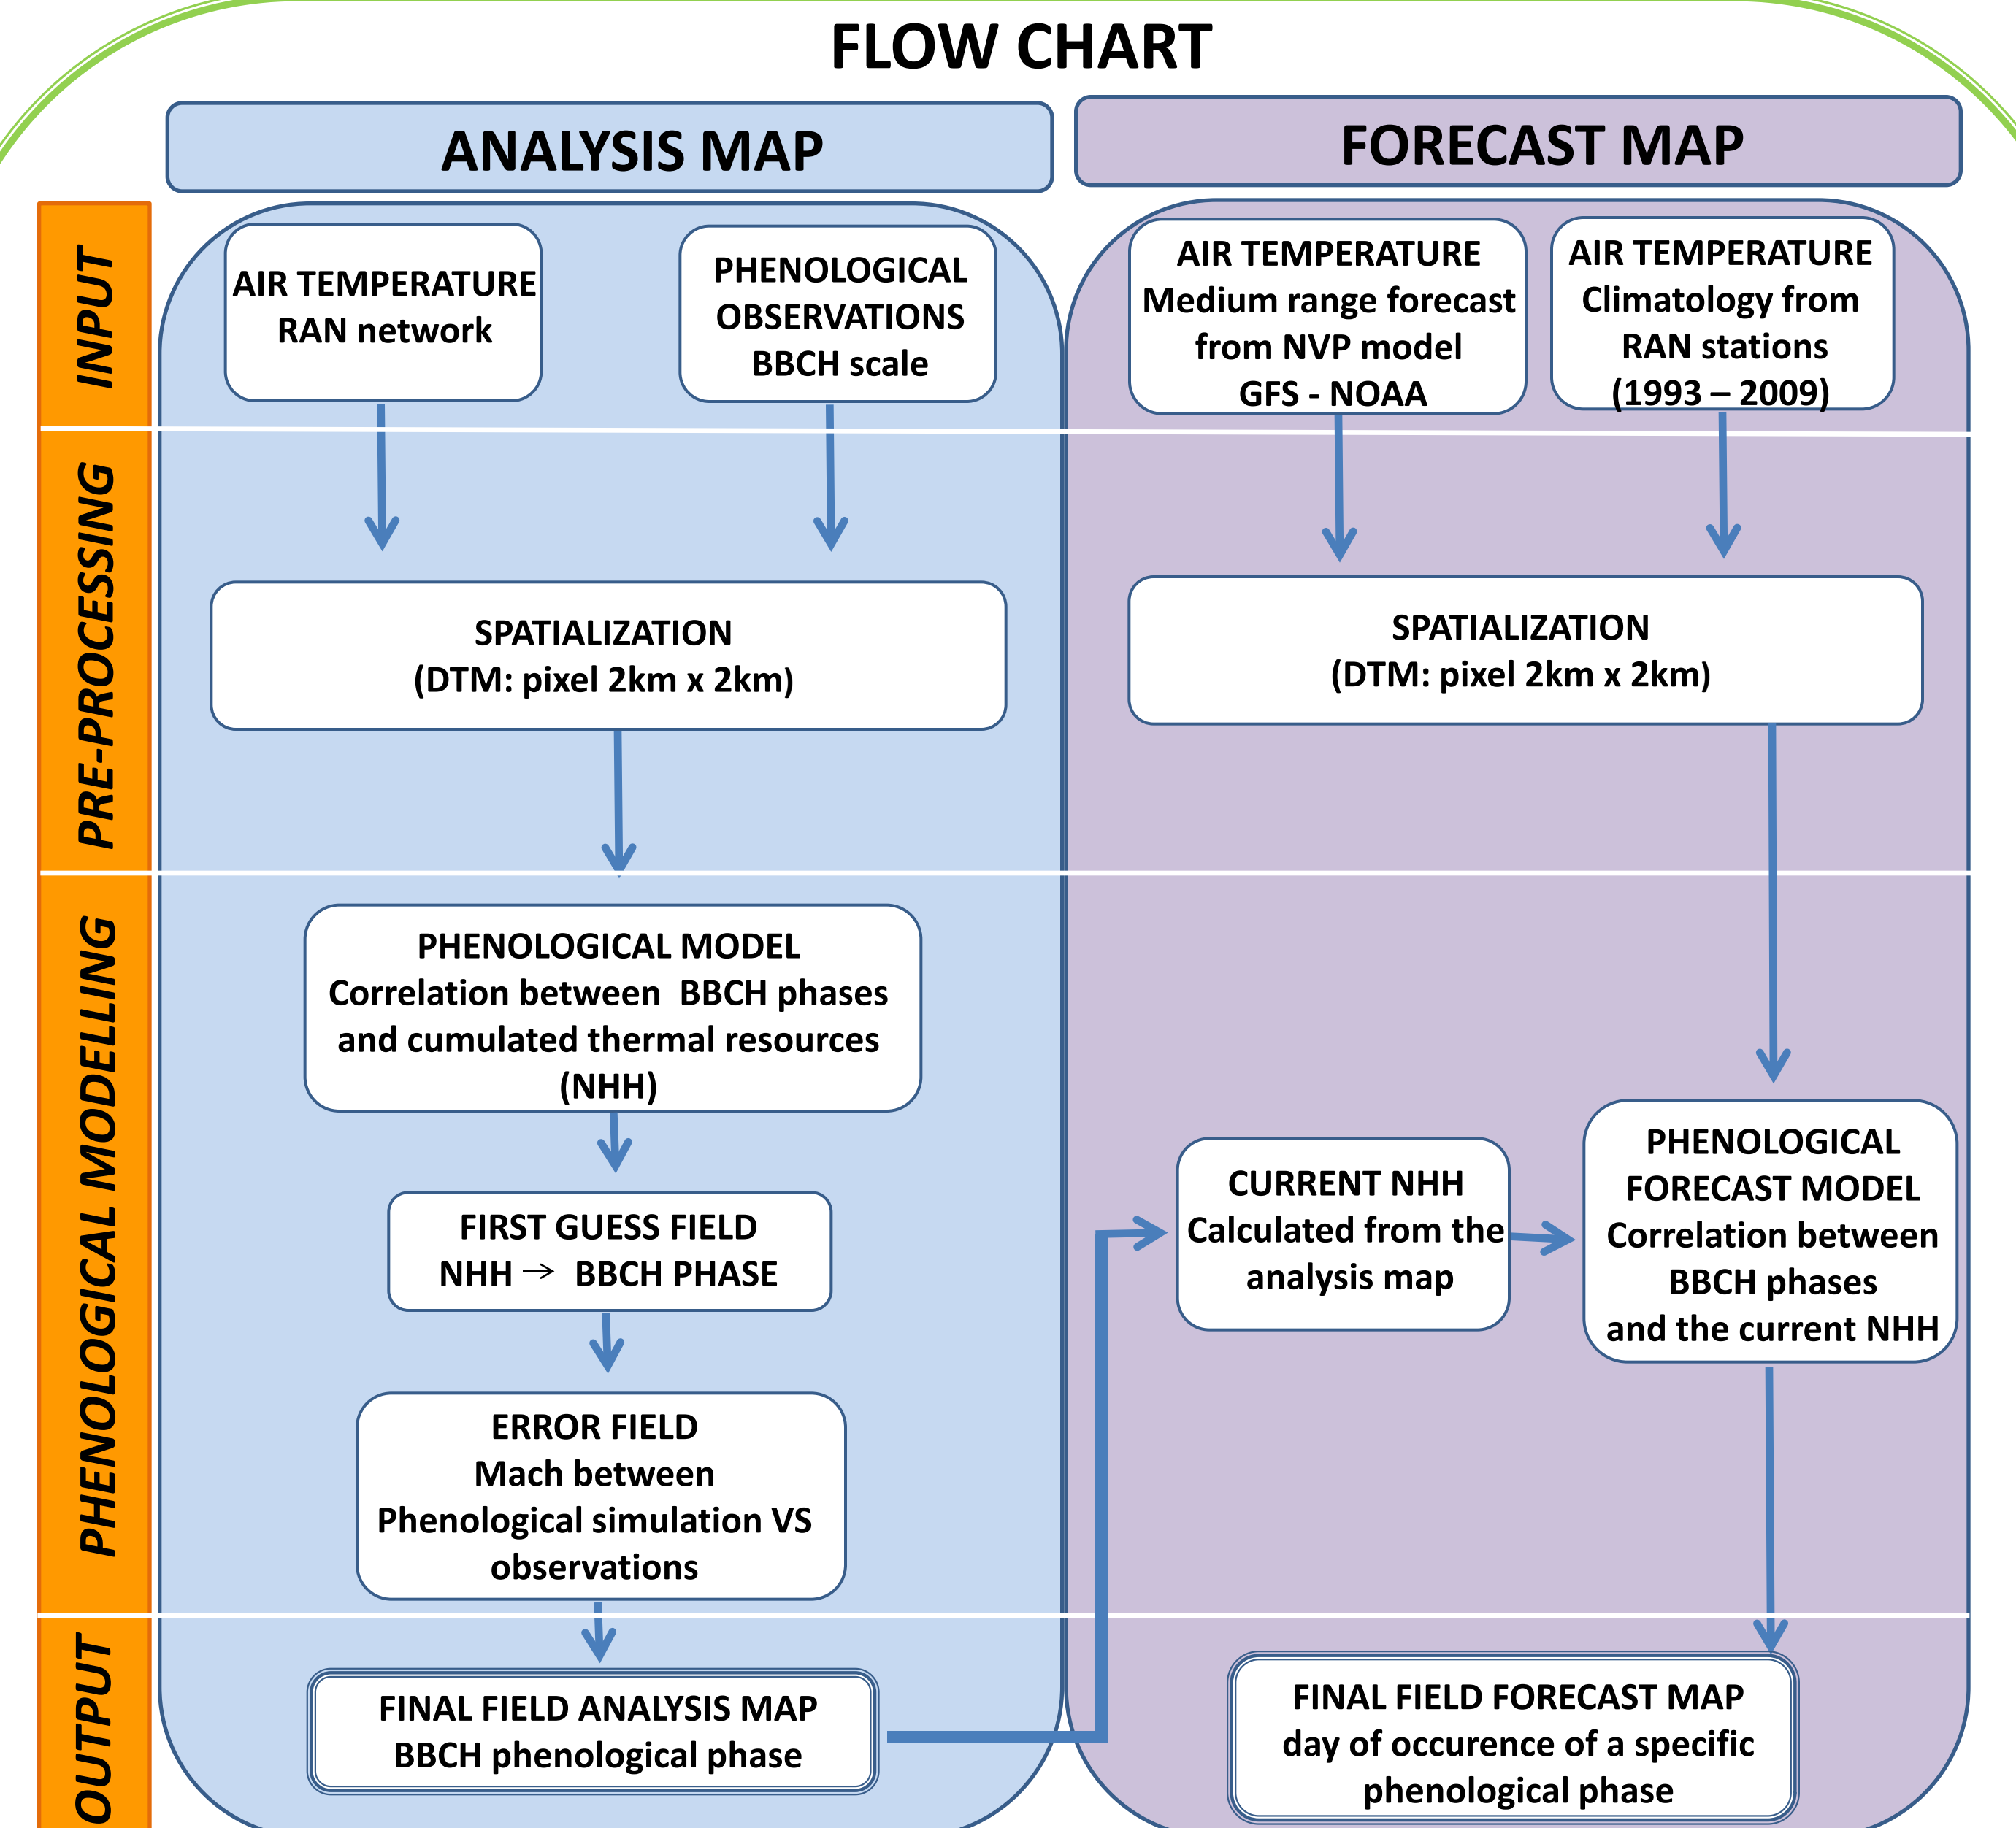 FLOW CHART
ANALYSIS MAP
FORECAST MAP
INPUT
AIR TEMPERATURE
RAN network
PHENOLOGICAL
OBSERVATIONS
BBCH scale
AIR TEMPERATURE
Medium range forecast
from NVP model
GFS - NOAA
AIR TEMPERATURE
Climatology from
RAN stations
(1993 – 2009)
PRE-PROCESSING
SPATIALIZATION
(DTM: pixel 2km x 2km)
SPATIALIZATION
(DTM: pixel 2km x 2km)
PHENOLOGICAL MODELLING
PHENOLOGICAL MODEL
Correlation between BBCH phases
and cumulated thermal resources
(NHH)
FIRST GUESS FIELD
NHH → BBCH PHASE
ERROR FIELD
Mach between
Phenological simulation VS
observations
CURRENT NHH
Calculated from the
analysis map
PHENOLOGICAL
FORECAST MODEL
Correlation between
BBCH phases
and the current NHH
OUTPUT
FINAL FIELD ANALYSIS MAP
BBCH phenological phase
FINAL FIELD FORECAST MAP
day of occurence of a specific
phenological phase